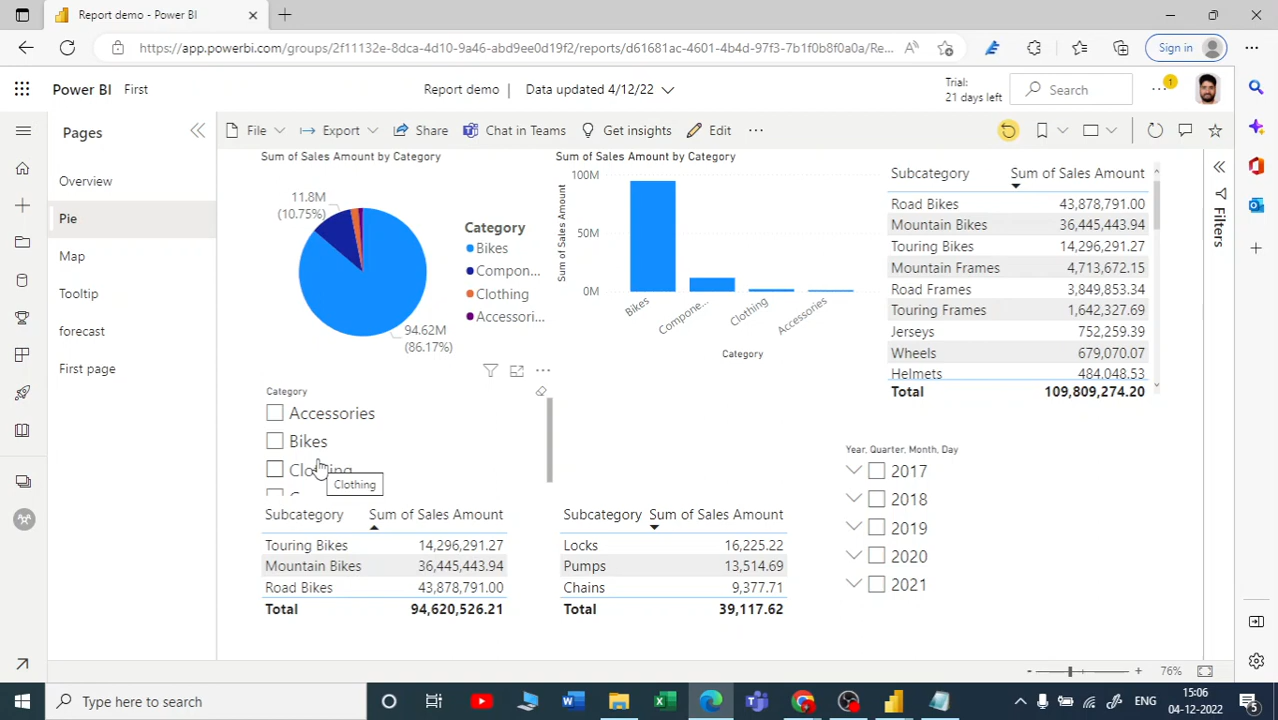 Report demo - Power BI
https://app.powerbi.com/groups/2f11132e-8dca-4d10-9a46-abd9ee0d19f2/reports/d61681ac-4601-4b4d-97f3-7b1f0b8f0a0a/Re...
Sign in
Power BI First
Report demo | Data updated 4/12/22
Trial:
21 days left
Search
1
Pages
File
Export
Share
Chat in Teams
Get insights
Edit
Overview
Pie
Map
Tooltip
forecast
First page
Sum of Sales Amount by Category
11.8M
(10.75%)
94.62M
(86.17%)
Category
Bikes
Compon...
Clothing
Accessori...
Sum of Sales Amount by Category
Sum of Sales Amount
100M
50M
0M
Bikes
Compone...
Clothing
Accessories
Category
Subcategory Sum of Sales Amount
Road Bikes 43,878,791.00
Mountain Bikes 36,445,443.94
Touring Bikes 14,296,291.27
Mountain Frames 4,713,672.15
Road Frames 3,849,853.34
Touring Frames 1,642,327.69
Jerseys 752,259.39
Wheels 679,070.07
Helmets 484,048.53
Total 109,809,274.20
Filters
Category
Accessories
Bikes
Clothing
Clothing
Subcategory Sum of Sales Amount
Touring Bikes 14,296,291.27
Mountain Bikes 36,445,443.94
Road Bikes 43,878,791.00
Total 94,620,526.21
Subcategory Sum of Sales Amount
Locks 16,225.22
Pumps 13,514.69
Chains 9,377.71
Total 39,117.62
Year, Quarter, Month, Day
2017
2018
2019
2020
2021
76%
Type here to search
ENG
15:06
04-12-2022
5